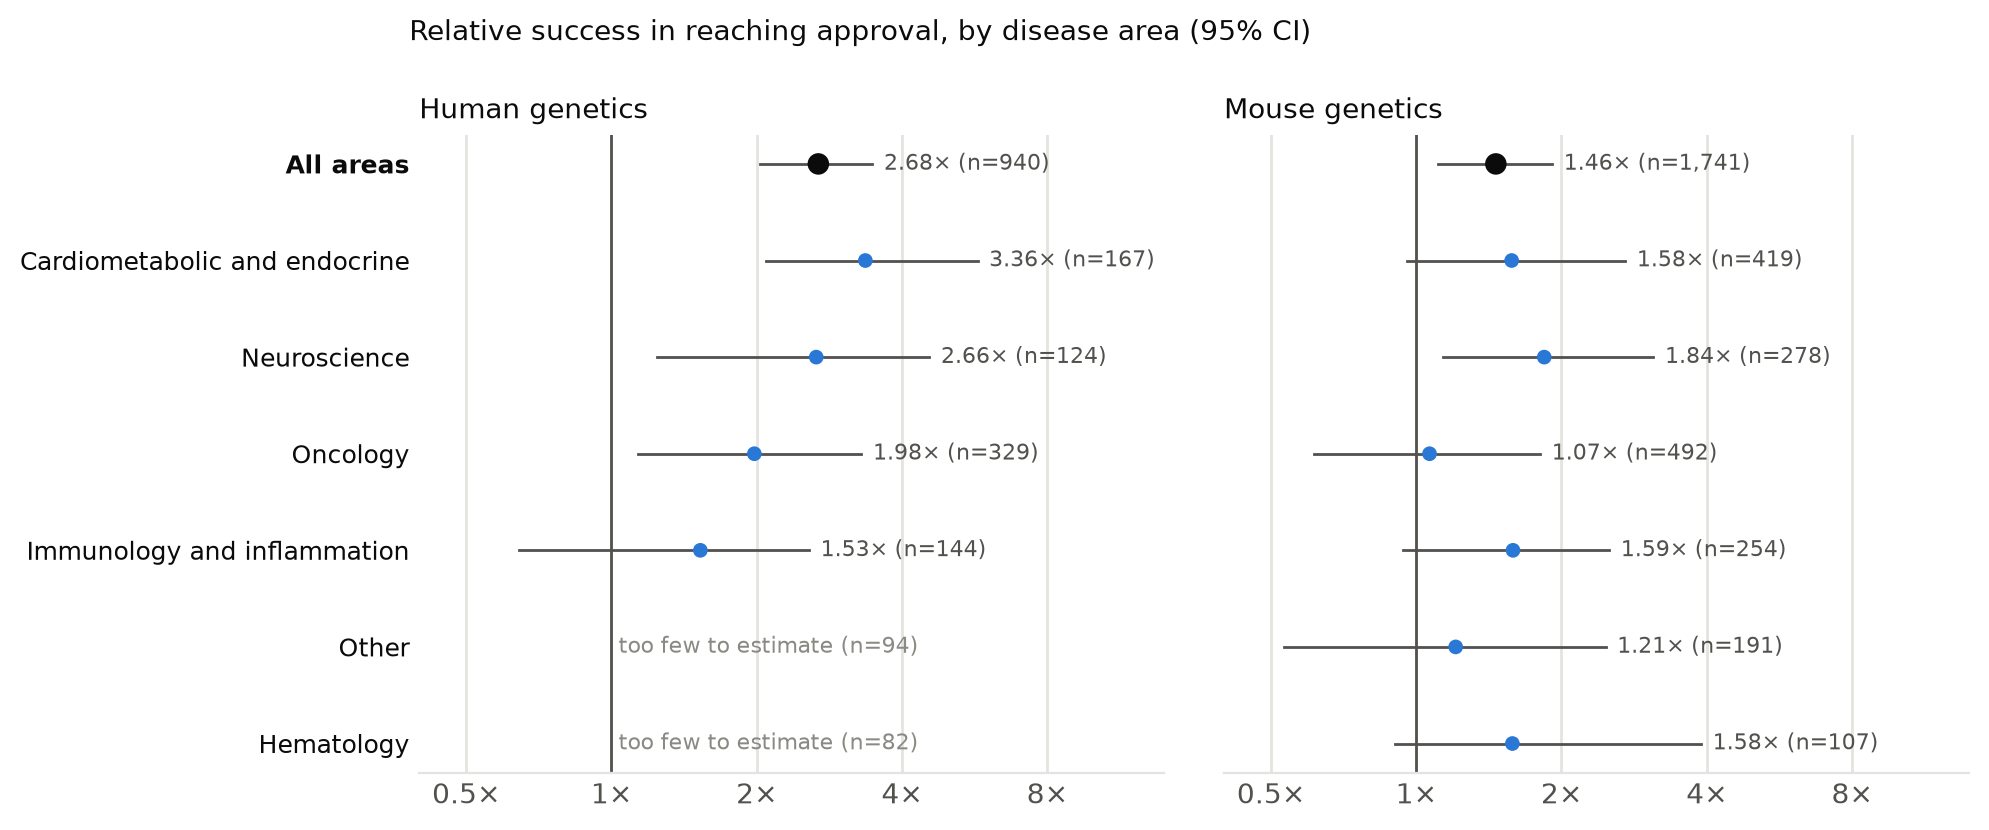 Relative success in reaching approval, by disease area (95% CI)
Human genetics
Mouse genetics
All areas
2.68× (n=940)
1.46× (n=1,741)
Cardiometabolic and endocrine
3.36× (n=167)
1.58× (n=419)
Neuroscience
2.66× (n=124)
1.84× (n=278)
Oncology
1.98× (n=329)
1.07× (n=492)
Immunology and inflammation
1.53× (n=144)
1.59× (n=254)
Other
too few to estimate (n=94)
1.21× (n=191)
Hematology
too few to estimate (n=82)
1.58× (n=107)
0.5× 1× 2× 4× 8×
0.5× 1× 2× 4× 8×